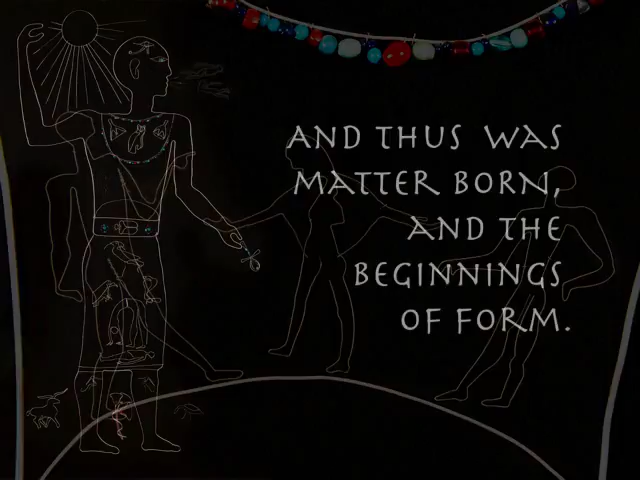 AND THUS WAS
MATTER BORN,
AND THE
BEGINNINGS
OF FORM.